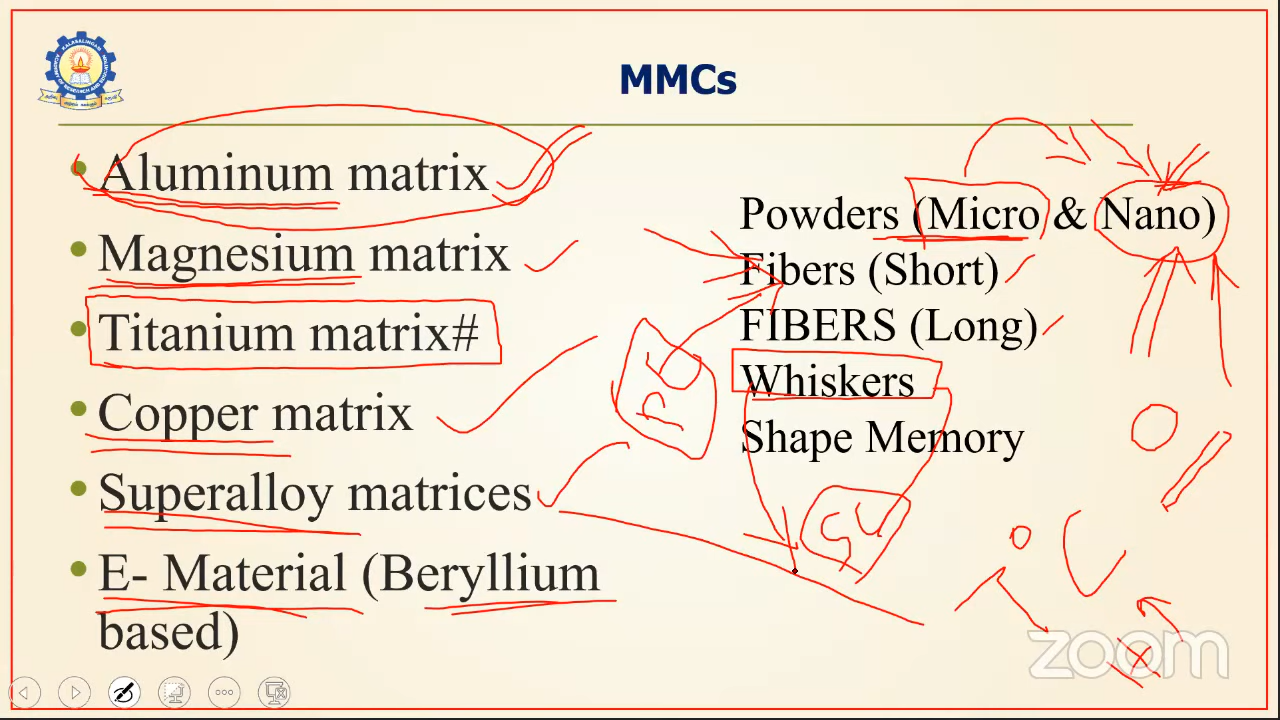 MMCs
Aluminum matrix
Magnesium matrix
Titanium matrix#
Copper matrix
Superalloy matrices
E- Material (Beryllium
based)
Powders (Micro & Nano)
Fibers (Short)
FIBERS (Long)
Whiskers
Shape Memory
zoom